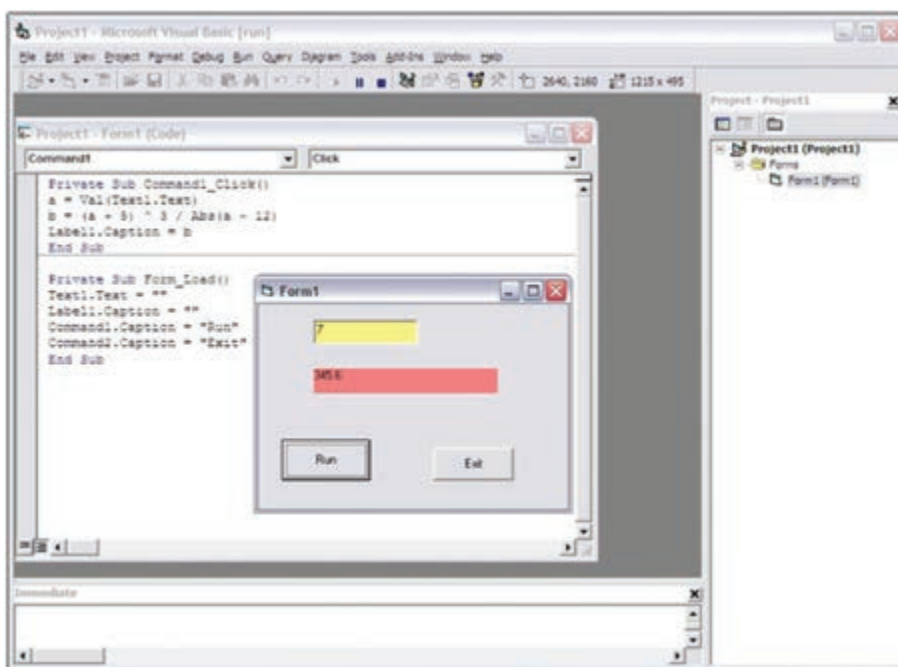 Project1 - Microsoft Visual Basic [run]
File Edit View Project Format Debug Run Query Diagram Tools Add-Ins Window Help
2640, 2160 1215 x 495
Project - Project1
Project1 (Project1)
Forms
Form1 (Form1)
Project1 - Form1 (Code)
Command1 Click
Private Sub Command1_Click()
a = Val(Text1.Text)
b = (a + 5) ^ 3 / Abs(a - 12)
Label1.Caption = b
End Sub
Private Sub Form_Load()
Text1.Text = ""
Label1.Caption = ""
Command1.Caption = "Run"
Command2.Caption = "Exit"
End Sub
Form1
7
345.6
Run Exit
Immediate